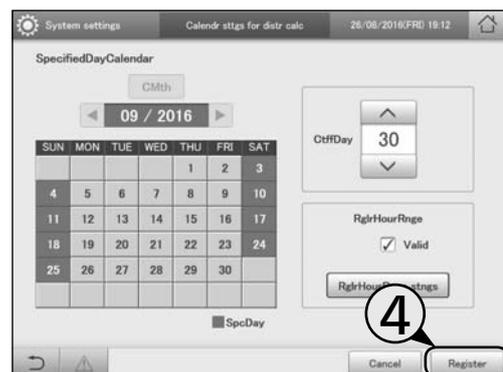 System settings
Calendr sttgs for distr calc
26/08/2016(FRI) 19:12
SpecifiedDayCalendar
CMth
09 / 2016
SUN MON TUE WED THU FRI SAT
1 2 3
4 5 6 7 8 9 10
11 12 13 14 15 16 17
18 19 20 21 22 23 24
25 26 27 28 29 30
SpcDay
CtffDay
30
RglrHourRnge
Valid
stngs
4
Cancel
Register